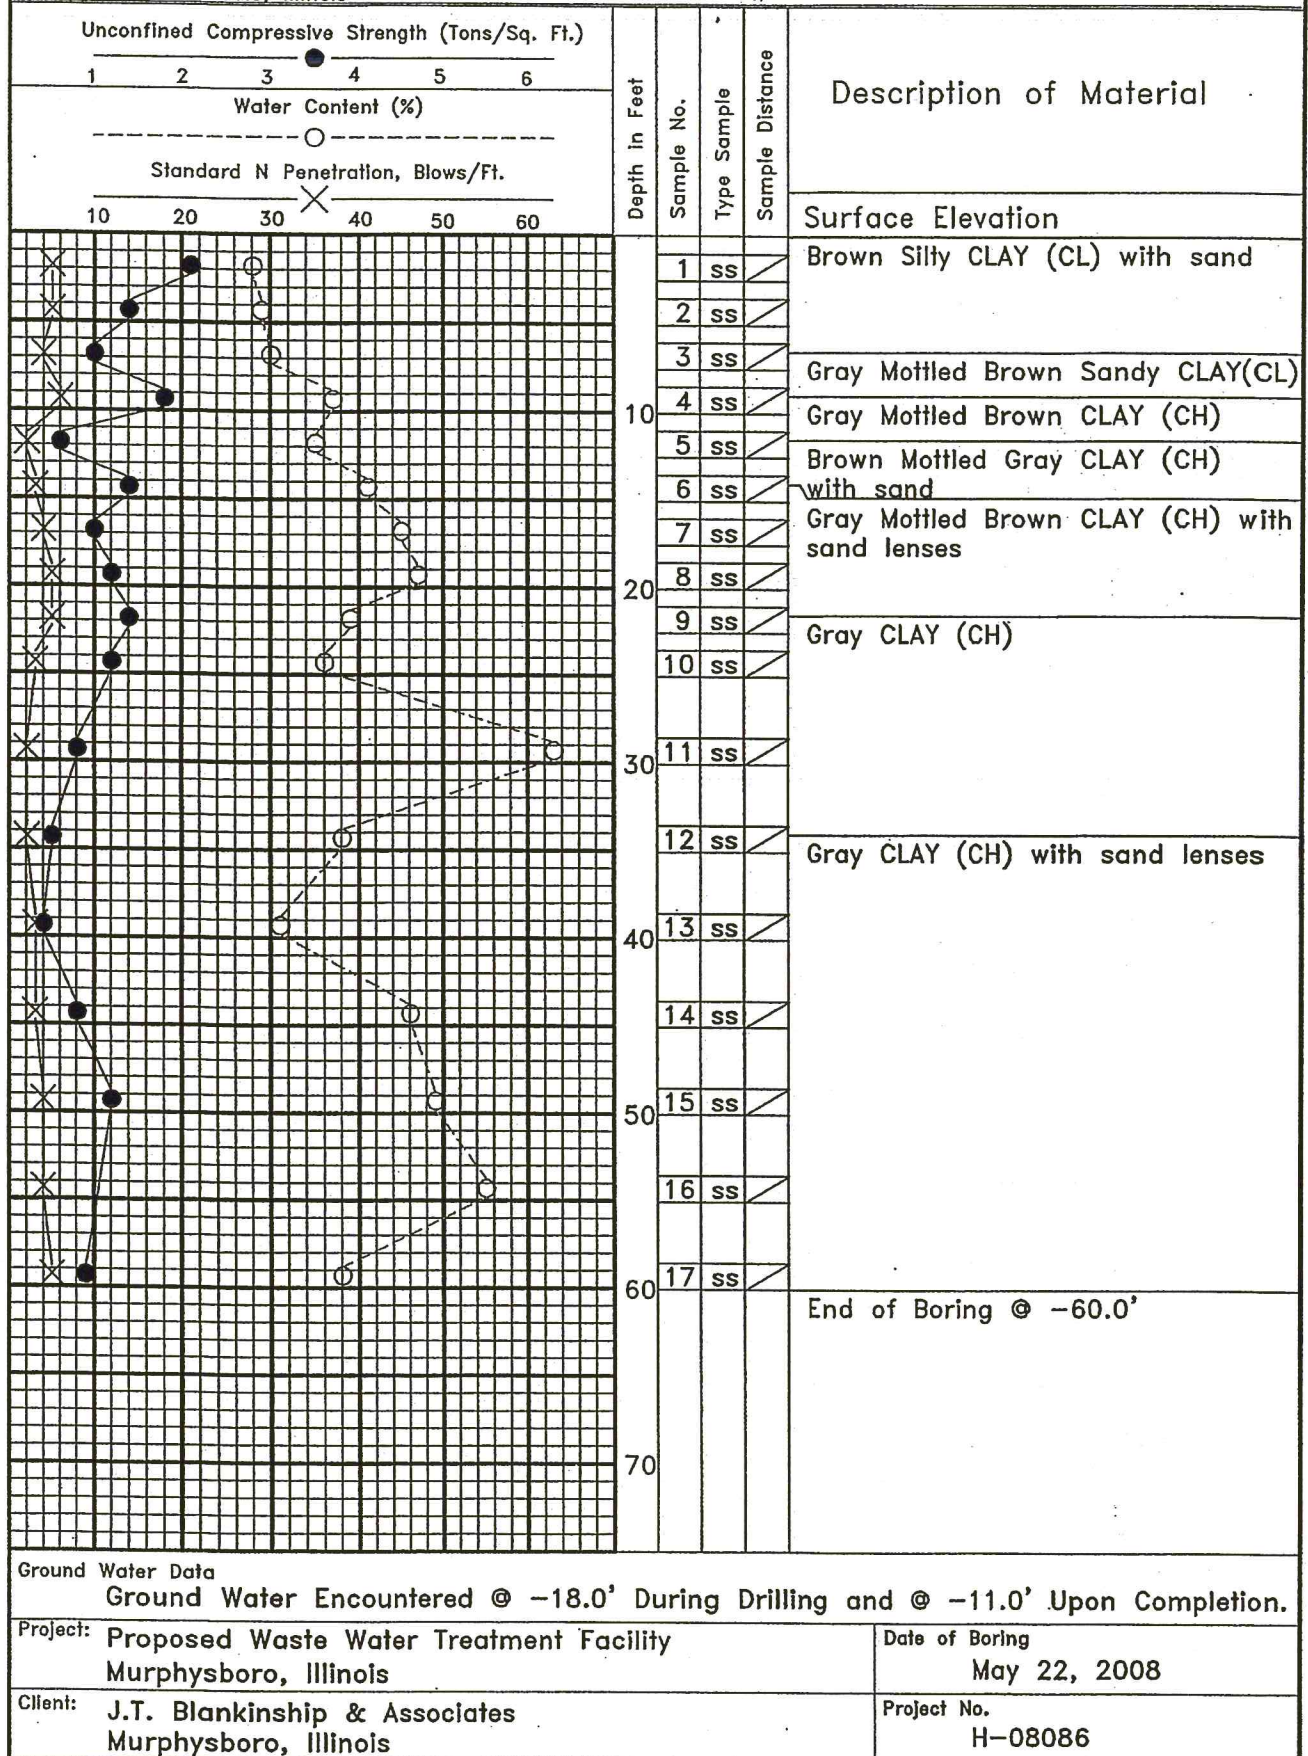 Unconfined Compressive Strength (Tons/Sq. Ft.)
1 2 3 4 5 6
Water Content (%)
Standard N Penetration, Blows/Ft.
10 20 30 40 50 60
Depth in Feet
Sample No.
Type Sample
Sample Distance
Description of Material
Surface Elevation
1 ss Brown Silty CLAY (CL) with sand
2 ss
3 ss
Gray Mottled Brown Sandy CLAY(CL)
10 4 ss
Gray Mottled Brown CLAY (CH)
5 ss
Brown Mottled Gray CLAY (CH)
6 ss with sand
Gray Mottled Brown CLAY (CH) with
7 ss sand lenses
20 8 ss
9 ss
Gray CLAY (CH)
10 ss
30 11 ss
12 ss
Gray CLAY (CH) with sand lenses
40 13 ss
14 ss
50 15 ss
16 ss
60 17 ss
End of Boring @ -60.0'
70
Ground Water Data
Ground Water Encountered @ -18.0' During Drilling and @ -11.0' Upon Completion.
Project: Proposed Waste Water Treatment Facility
Murphysboro, Illinois
Date of Boring
May 22, 2008
Client: J.T. Blankinship & Associates
Murphysboro, Illinois
Project No.
H-08086